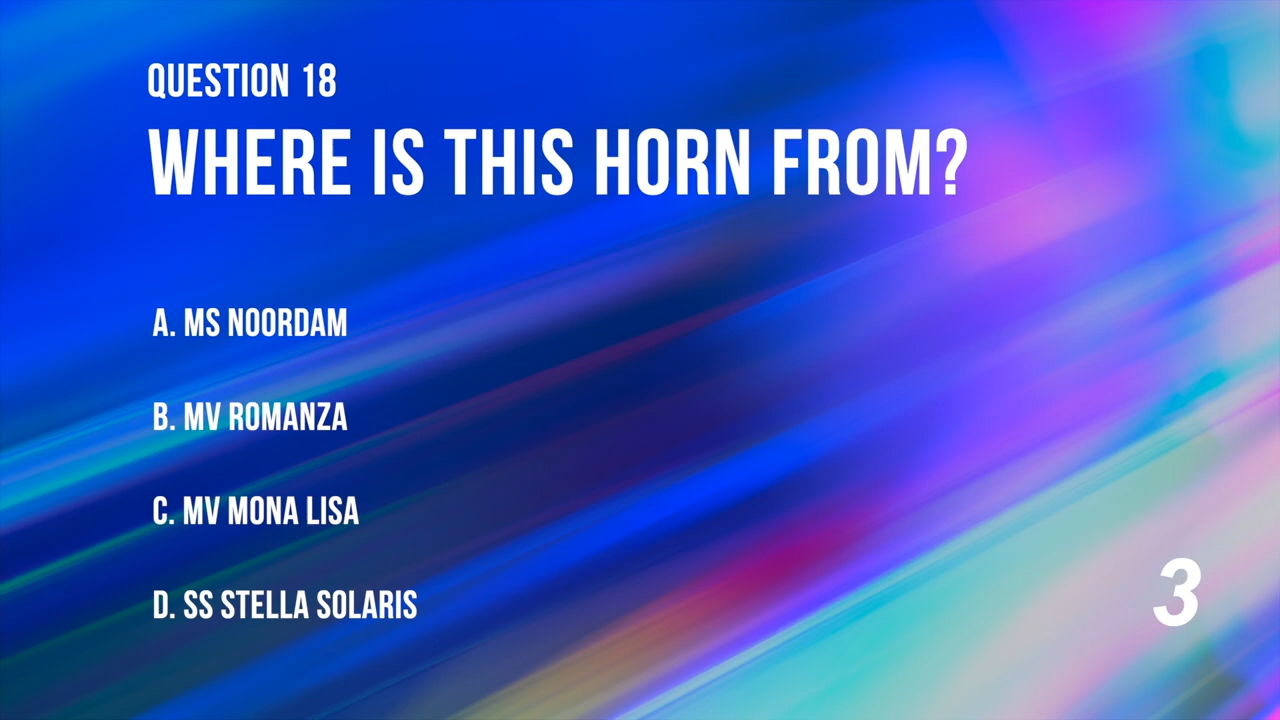 QUESTION 18
WHERE IS THIS HORN FROM?
A. MS NOORDAM
B. MV ROMANZA
C. MV MONA LISA
D. SS STELLA SOLARIS
3